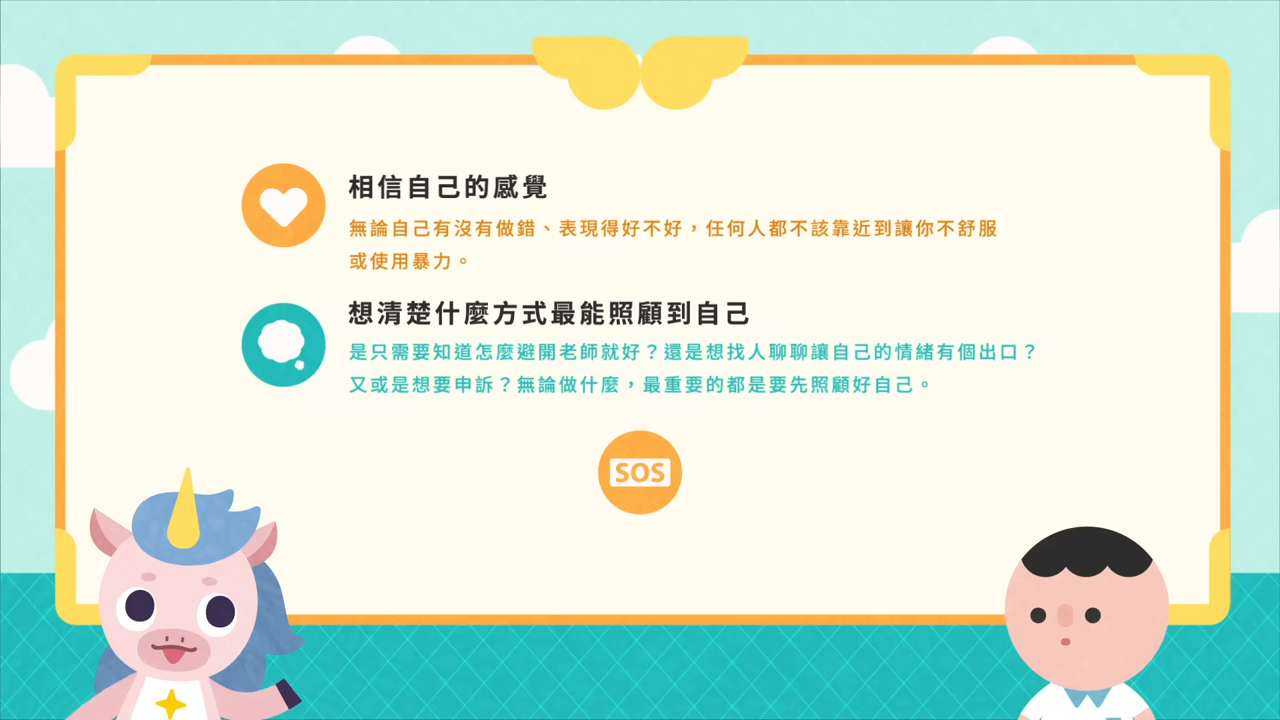 相信自己的感覺
無論自己有沒有做錯、表現得好不好，任何人都不該靠近到讓你不舒服
或使用暴力。
想清楚什麼方式最能照顧到自己
是只需要知道怎麼避開老師就好？還是想找人聊聊讓自己的情緒有個出口？
又或是想要申訴？無論做什麼，最重要的都是要先照顧好自己。
SOS